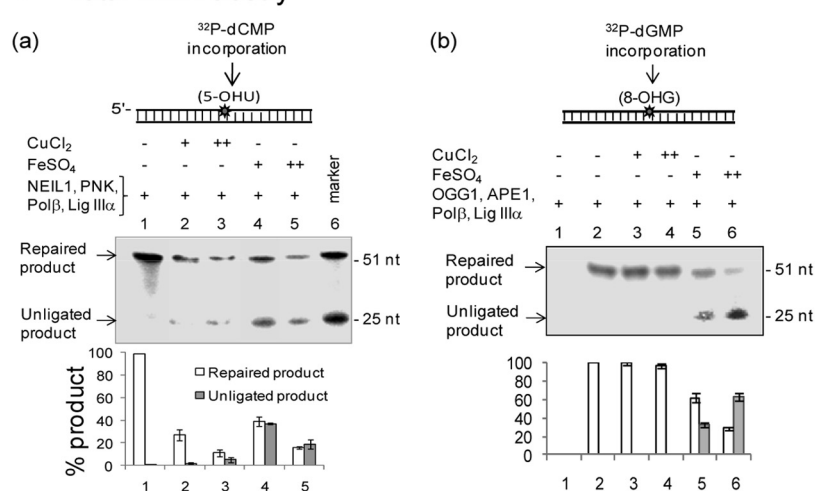 (a)
32P-dCMP
incorporation
(5-OHU)
5'-
CuCl2 - + ++ - -
FeSO4 - - - + ++
NEIL1, PNK,
Polβ, Lig IIIα + + + + +
marker
1 2 3 4 5 6
Repaired
product
- 51 nt
Unligated
product
- 25 nt
% product
100
80
60
40
20
0
Repaired product
Unligated product
1 2 3 4 5
(b)
32P-dGMP
incorporation
(8-OHG)
CuCl2 - - + ++ - -
FeSO4 - - - - + ++
OGG1, APE1,
Polβ, Lig IIIα + + + + + +
1 2 3 4 5 6
Repaired
product
- 51 nt
Unligated
product
- 25 nt
100
80
60
40
20
0
1 2 3 4 5 6